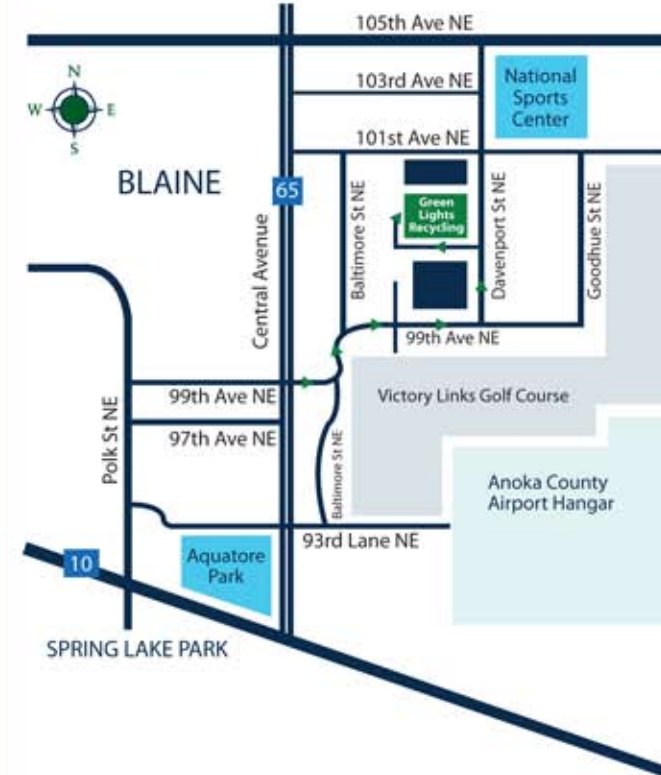 105th Ave NE
N
W
E
S
103rd Ave NE
National
Sports
Center
101st Ave NE
BLAINE
65
Green
Lights
Recycling
Baltimore St NE
Davenport St NE
Goodhue St NE
Central Avenue
99th Ave NE
99th Ave NE
Victory Links Golf Course
97th Ave NE
Polk St NE
Baltimore St NE
Anoka County
Airport Hangar
93rd Lane NE
10
Aquatore
Park
SPRING LAKE PARK